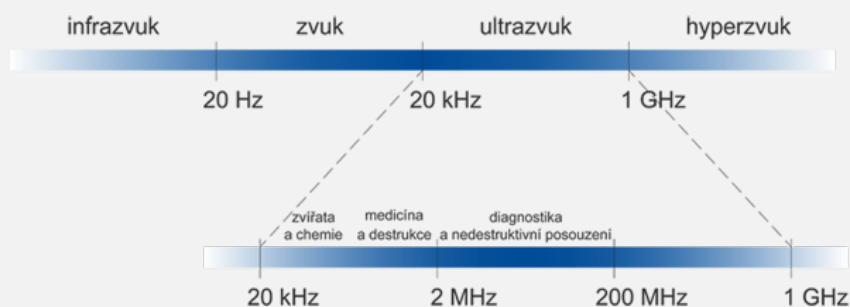 infrazvuk zvuk ultrazvuk hyperzvuk
20 Hz 20 kHz 1 GHz
zvířata medicína diagnostika
a chemie a destrukce a nedestruktivní posouzení
20 kHz 2 MHz 200 MHz 1 GHz